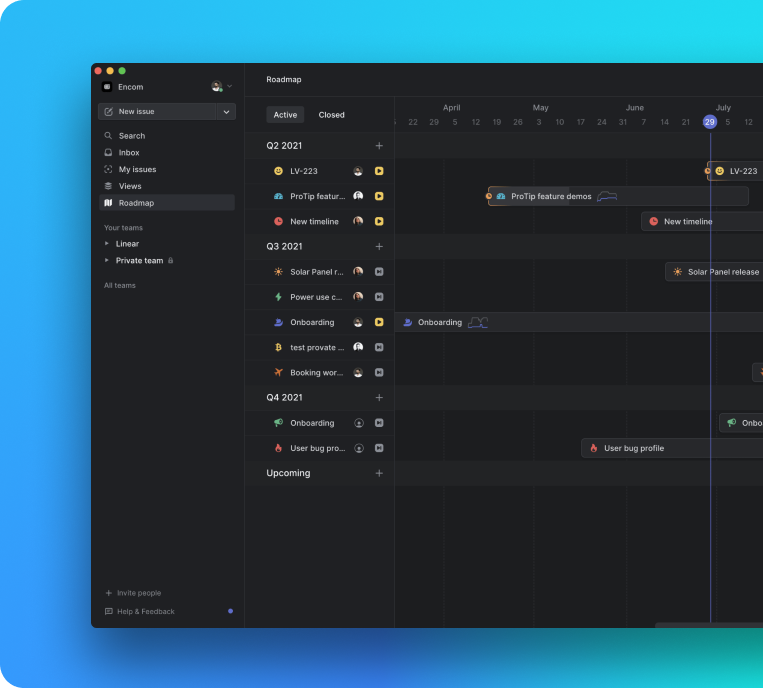 Encom
New issue
Search
Inbox
My issues
Views
Roadmap
Your teams
Linear
Private team
All teams
Invite people
Help & Feedback
Roadmap
Active Closed
April May June July
22 29 5 12 19 26 3 10 17 24 31 7 14 21 29 5 12
Q2 2021
LV-223
LV-223
ProTip featur...
ProTip feature demos
New timeline
New timeline
Q3 2021
Solar Panel r...
Solar Panel release
Power use c...
Onboarding
Onboarding
test provate ...
Booking wor...
Q4 2021
Onboarding
Onbo
User bug pro...
User bug profile
Upcoming